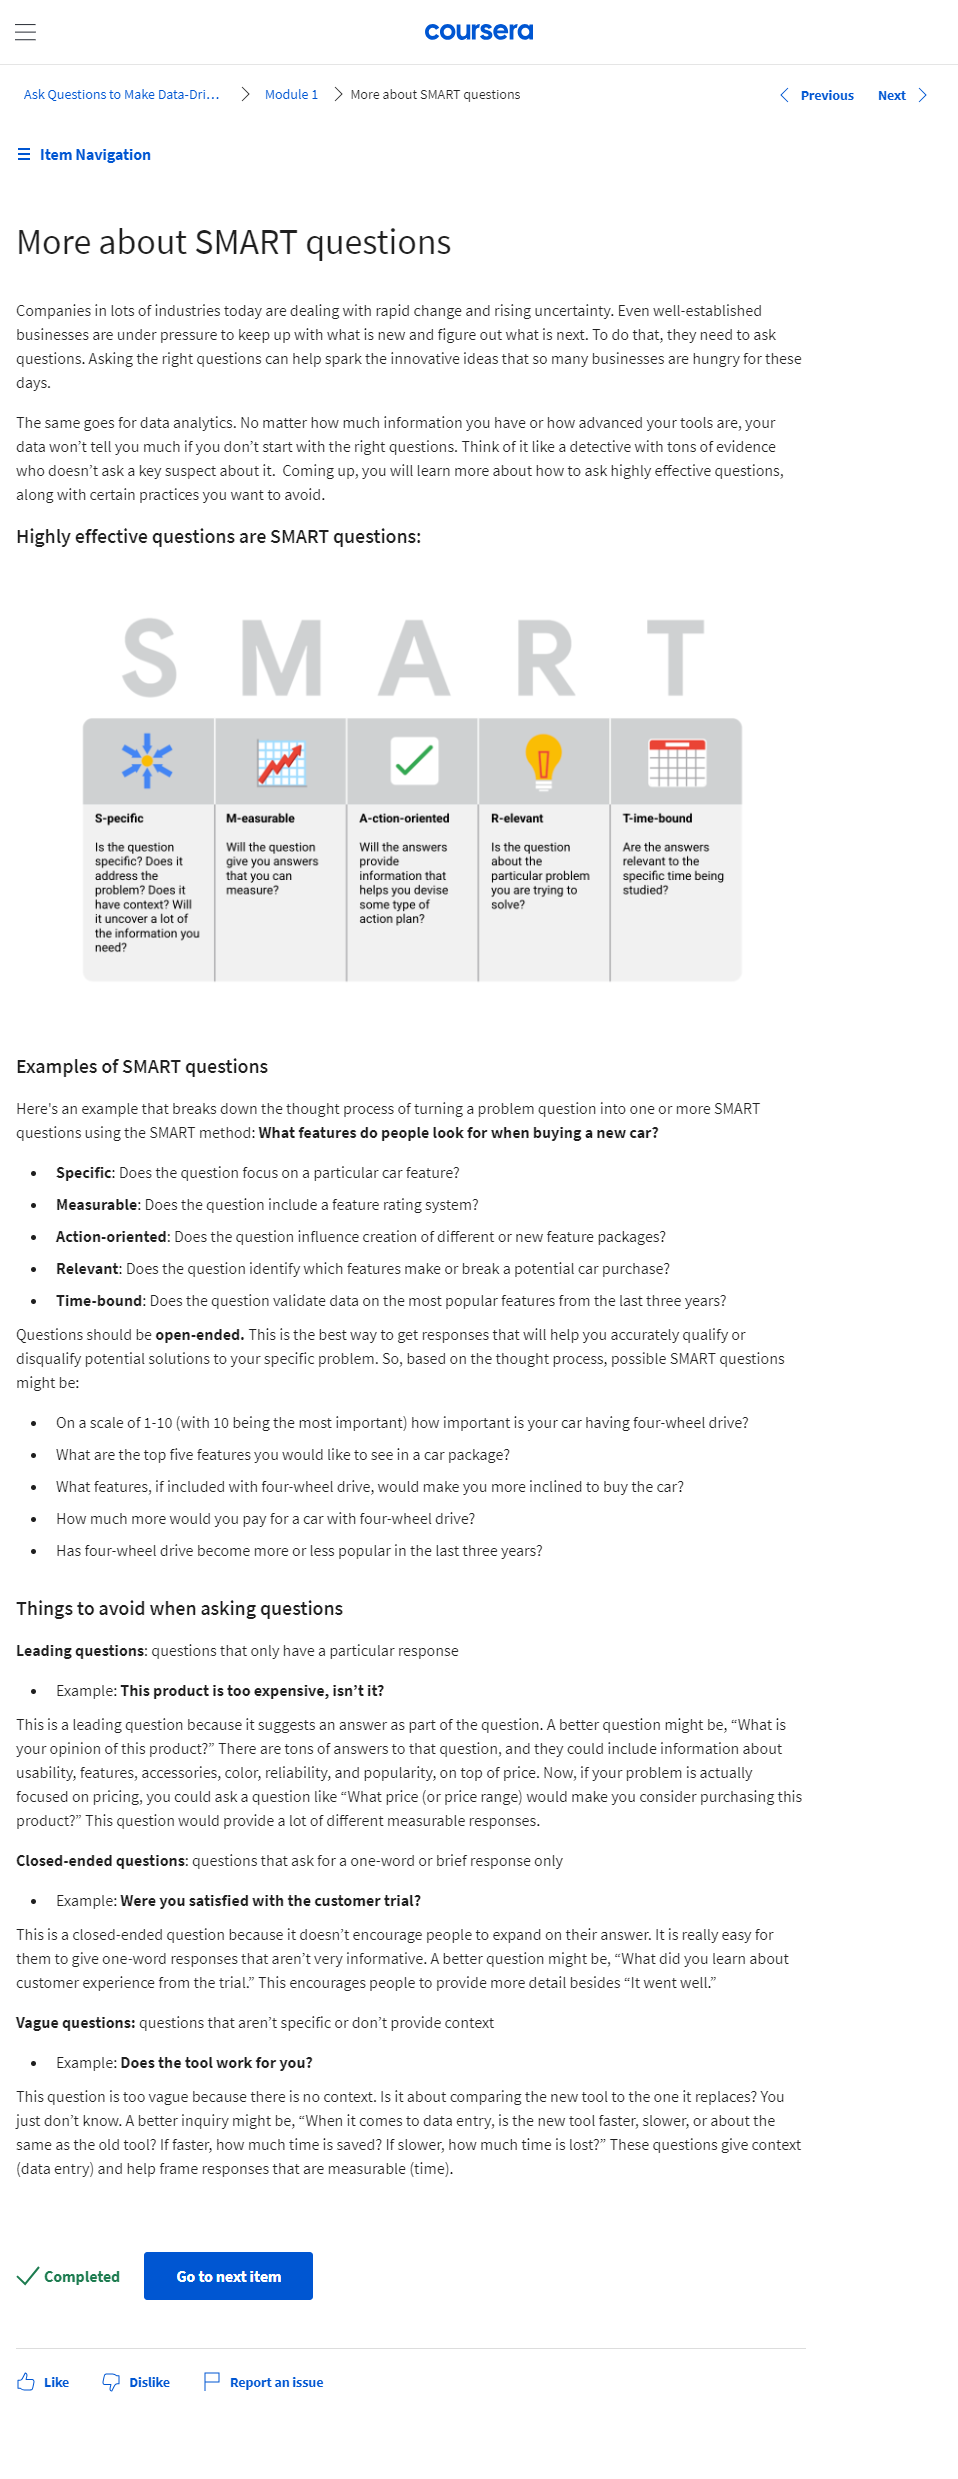 coursera
Ask Questions to Make Data-Dri...
Module 1
More about SMART questions
Previous
Next
Item Navigation
More about SMART questions
Companies in lots of industries today are dealing with rapid change and rising uncertainty. Even well-established
businesses are under pressure to keep up with what is new and figure out what is next. To do that, they need to ask
questions. Asking the right questions can help spark the innovative ideas that so many businesses are hungry for these
days.
The same goes for data analytics. No matter how much information you have or how advanced your tools are, your
data won’t tell you much if you don’t start with the right questions. Think of it like a detective with tons of evidence
who doesn’t ask a key suspect about it.  Coming up, you will learn more about how to ask highly effective questions,
along with certain practices you want to avoid.
Highly effective questions are SMART questions:
S M A R T
S-pecific
Is the question
specific? Does it
address the
problem? Does it
have context? Will
it uncover a lot of
the information you
need?
M-easurable
Will the question
give you answers
that you can
measure?
A-ction-oriented
Will the answers
provide
information that
helps you devise
some type of
action plan?
R-elevant
Is the question
about the
particular problem
you are trying to
solve?
T-ime-bound
Are the answers
relevant to the
specific time being
studied?
Examples of SMART questions
Here's an example that breaks down the thought process of turning a problem question into one or more SMART
questions using the SMART method: What features do people look for when buying a new car?
• Specific: Does the question focus on a particular car feature?
• Measurable: Does the question include a feature rating system?
• Action-oriented: Does the question influence creation of different or new feature packages?
• Relevant: Does the question identify which features make or break a potential car purchase?
• Time-bound: Does the question validate data on the most popular features from the last three years?
Questions should be open-ended. This is the best way to get responses that will help you accurately qualify or
disqualify potential solutions to your specific problem. So, based on the thought process, possible SMART questions
might be:
• On a scale of 1-10 (with 10 being the most important) how important is your car having four-wheel drive?
• What are the top five features you would like to see in a car package?
• What features, if included with four-wheel drive, would make you more inclined to buy the car?
• How much more would you pay for a car with four-wheel drive?
• Has four-wheel drive become more or less popular in the last three years?
Things to avoid when asking questions
Leading questions: questions that only have a particular response
• Example: This product is too expensive, isn’t it?
This is a leading question because it suggests an answer as part of the question. A better question might be, “What is
your opinion of this product?” There are tons of answers to that question, and they could include information about
usability, features, accessories, color, reliability, and popularity, on top of price. Now, if your problem is actually
focused on pricing, you could ask a question like “What price (or price range) would make you consider purchasing this
product?” This question would provide a lot of different measurable responses.
Closed-ended questions: questions that ask for a one-word or brief response only
• Example: Were you satisfied with the customer trial?
This is a closed-ended question because it doesn’t encourage people to expand on their answer. It is really easy for
them to give one-word responses that aren’t very informative. A better question might be, “What did you learn about
customer experience from the trial.” This encourages people to provide more detail besides “It went well.”
Vague questions: questions that aren’t specific or don’t provide context
• Example: Does the tool work for you?
This question is too vague because there is no context. Is it about comparing the new tool to the one it replaces? You
just don’t know. A better inquiry might be, “When it comes to data entry, is the new tool faster, slower, or about the
same as the old tool? If faster, how much time is saved? If slower, how much time is lost?” These questions give context
(data entry) and help frame responses that are measurable (time).
Completed
Go to next item
Like
Dislike
Report an issue